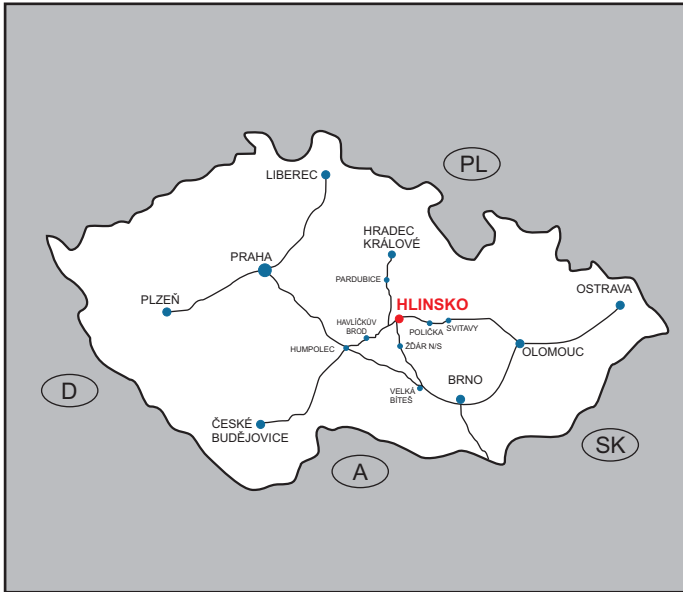 PL
LIBEREC
HRADEC
KRÁLOVÉ
PRAHA
PARDUBICE
OSTRAVA
PLZEŇ
HLINSKO
HAVLÍČKŮV
BROD
POLIČKA
SVITAVY
HUMPOLEC
ŽĎÁR N/S
OLOMOUC
BRNO
D
VELKÁ
BÍTEŠ
ČESKÉ
BUDĚJOVICE
SK
A